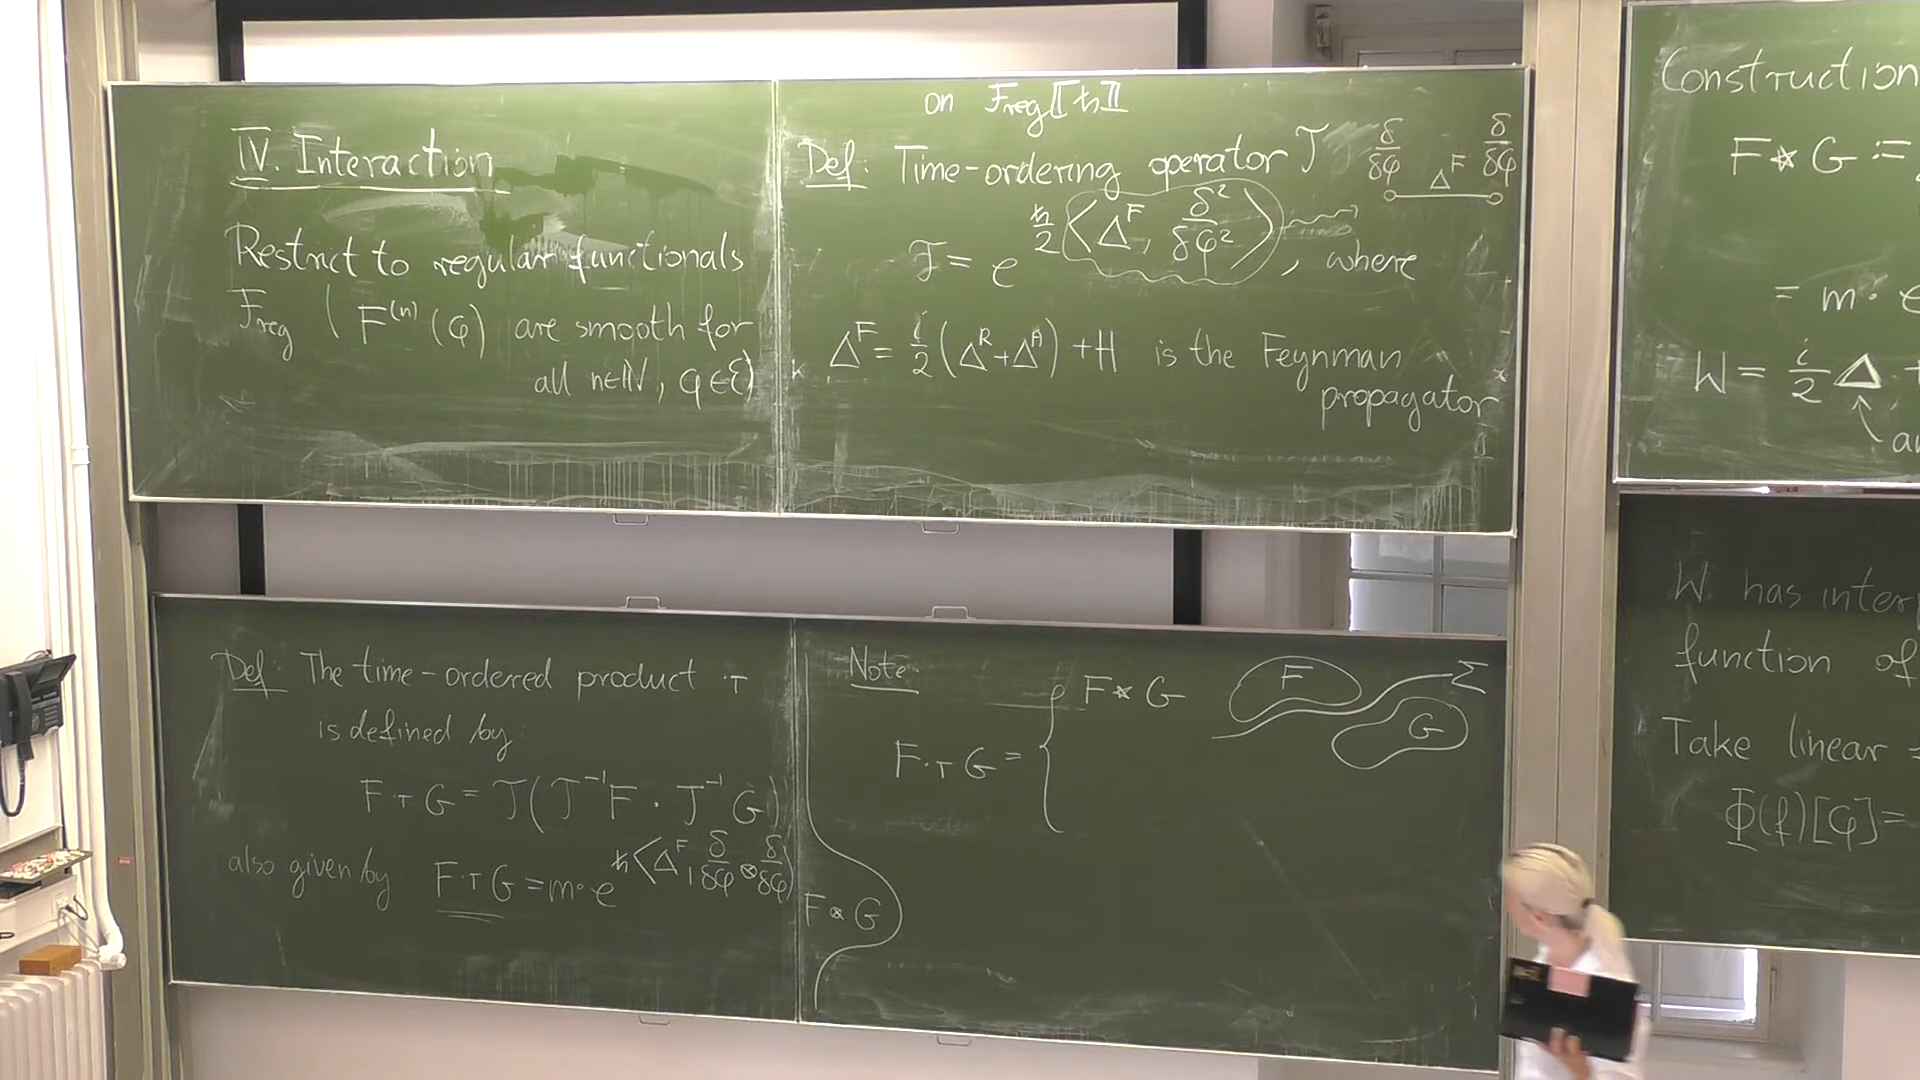 IV. Interaction
Restrict to regular functionals
F_reg ( F^(n) (φ) are smooth for
all n∈ℕ, φ∈ℰ)
on F_reg[[ħ]]
Def: Time-ordering operator 𝒯 δ/δφ Δ^F δ/δφ
𝒯 = e^{ħ/2 ⟨Δ^F, δ²/δφ²⟩}, where
Δ^F = i/2 (Δ^R + Δ^A) + H is the Feynman
propagator
Def: The time-ordered product ·_T
is defined by
F ·_T G = 𝒯(𝒯^{-1}F · 𝒯^{-1}G)
also given by F ·_T G = m∘e^{ħ⟨Δ^F, δ/δφ ⊗ δ/δφ⟩}
F ⋆ G
Note:
F ·_T G = { F ⋆ G
F
G
Σ
Construction
F ⋆ G :=
= m ∘ e
W = i/2 Δ +
W has inter
function of
Take linear =
Φ(f)[φ] =